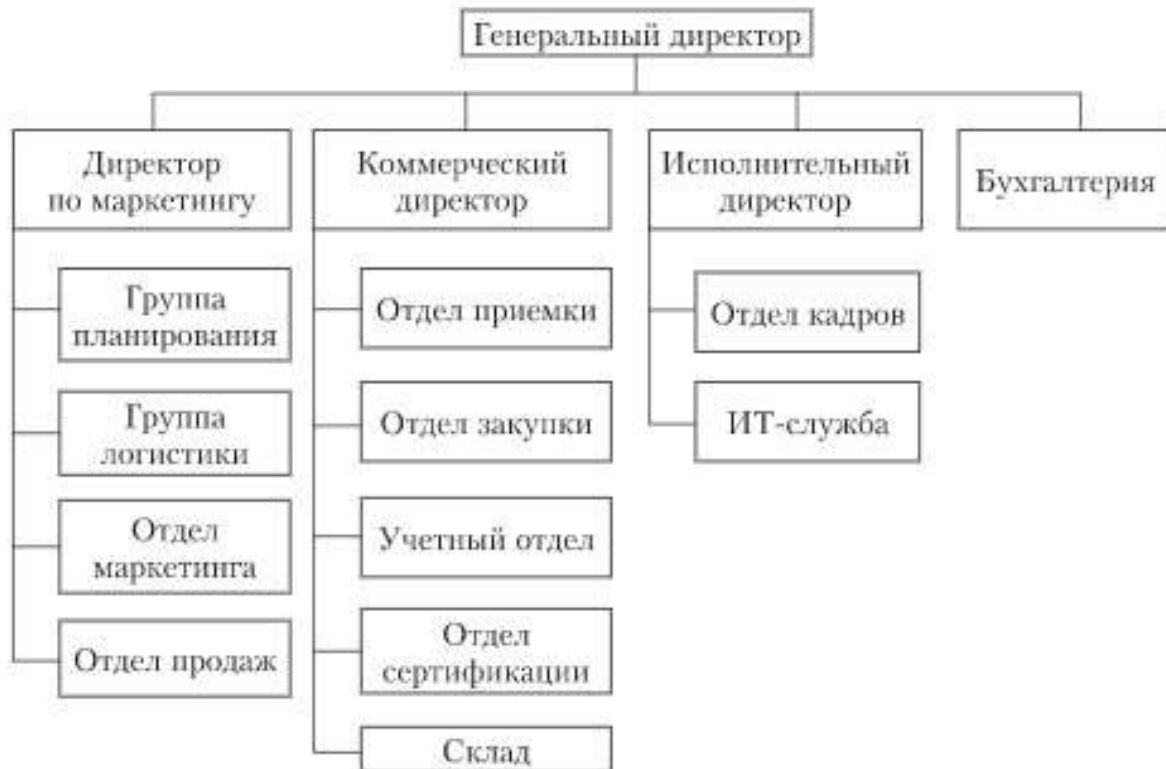 Генеральный директор
Директор
по маркетингу
Коммерческий
директор
Исполнительный
директор
Бухгалтерия
Группа
планирования
Группа
логистики
Отдел
маркетинга
Отдел продаж
Отдел приемки
Отдел закупки
Учетный отдел
Отдел
сертификации
Склад
Отдел кадров
ИТ-служба